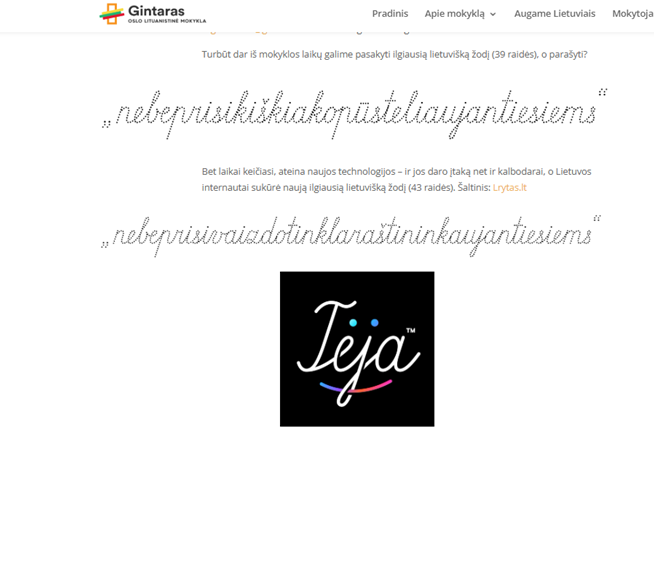 Gintaras
OSLO LITUANISTINĖ MOKYKLA
Pradinis Apie mokyklą Augame Lietuviais Mokytoja
Turbūt dar iš mokyklos laikų galime pasakyti ilgiausią lietuvišką žodį (39 raidės), o parašyti?
„nebeprisikiškiakopūsteliaujantiesiems“
Bet laikai keičiasi, ateina naujos technologijos – ir jos daro įtaką net ir kalbodarai, o Lietuvos
internautai sukūrė naują ilgiausią lietuvišką žodį (43 raidės). Šaltinis: Lrytas.lt
„nebeprisivaizdotinklaraštininkaujantiesiems“
Tėja™